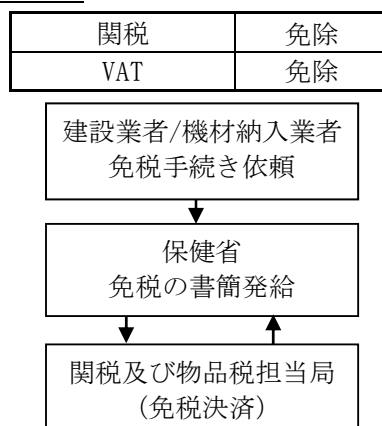 関税 免除
VAT 免除
建設業者/機材納入業者
免税手続き依頼
保健省
免税の書簡発給
関税及び物品税担当局
(免税決済)